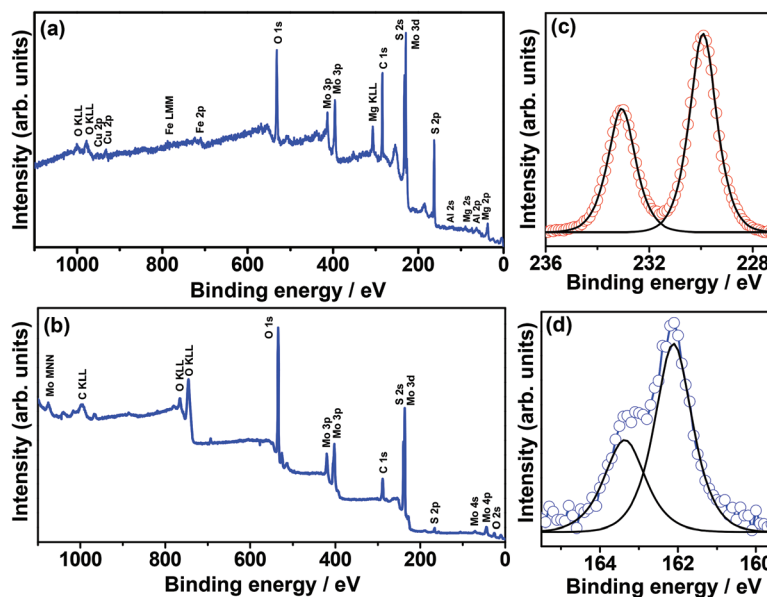 (a)
Intensity (arb. units)
O KLL
O KLL
Cu 2p
Cu 2p
Fe LMM
Fe 2p
O 1s
Mo 3p
Mo 3p
Mg KLL
C 1s
S 2s
Mo 3d
S 2p
Al 2s
Mg 2s
Al 2p
Mg 2p
1000 800 600 400 200 0
Binding energy / eV
(c)
Intensity (arb. units)
236 232 228
Binding energy / eV
(b)
Intensity (arb. units)
Mo MNN
C KLL
O KLL
O KLL
O 1s
Mo 3p
Mo 3p
C 1s
S 2s
Mo 3d
S 2p
Mo 4s
Mo 4p
O 2s
1000 800 600 400 200 0
Binding energy / eV
(d)
Intensity (arb. units)
164 162 160
Binding energy / eV